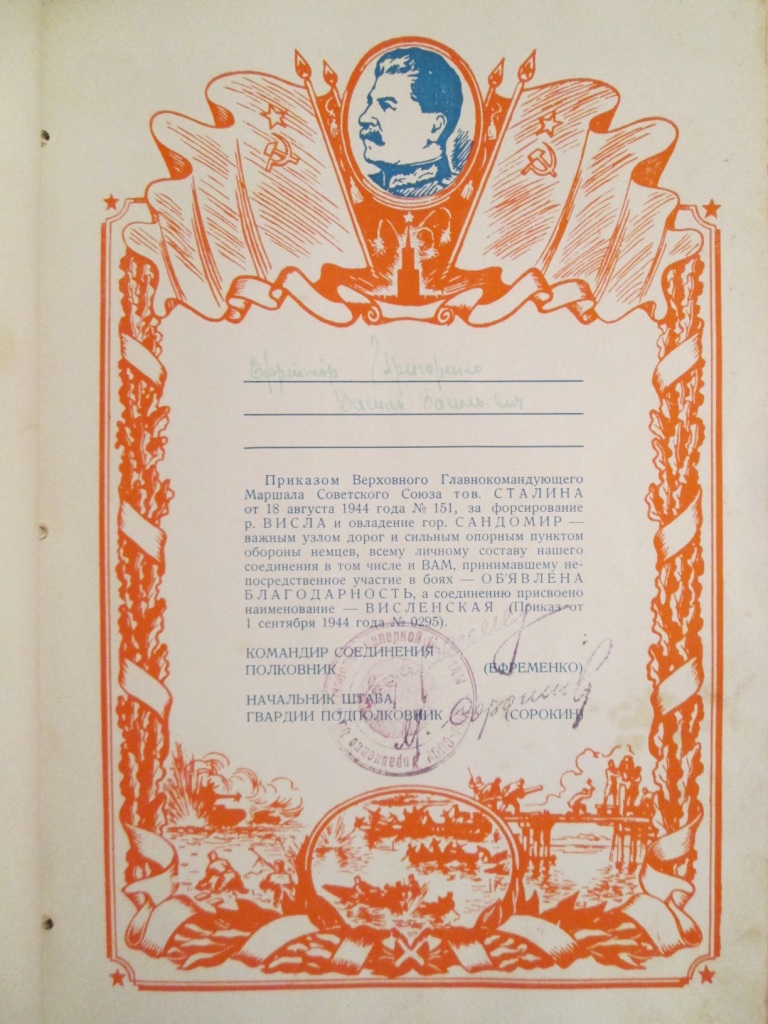 Ефрейтор Григоренко
Василь Васильевич
Приказом Верховного Главнокомандующего
Маршала Советского Союза тов. СТАЛИНА
от 18 августа 1944 года № 151, за форсирование
р. ВИСЛА и овладение гор. САНДОМИР —
важным узлом дорог и сильным опорным пунктом
обороны немцев, всему личному составу нашего
соединения в том числе и ВАМ, принимавшему не-
посредственное участие в боях — ОБ'ЯВЛЕНА
БЛАГОДАРНОСТЬ, а соединению присвоено
наименование — ВИСЛЕНСКАЯ (Приказ от
1 сентября 1944 года № 0295).
КОМАНДИР СОЕДИНЕНИЯ
ПОЛКОВНИК (ЕФРЕМЕНКО)
НАЧАЛЬНИК ШТАБА
ГВАРДИИ ПОДПОЛКОВНИК (СОРОКИН)